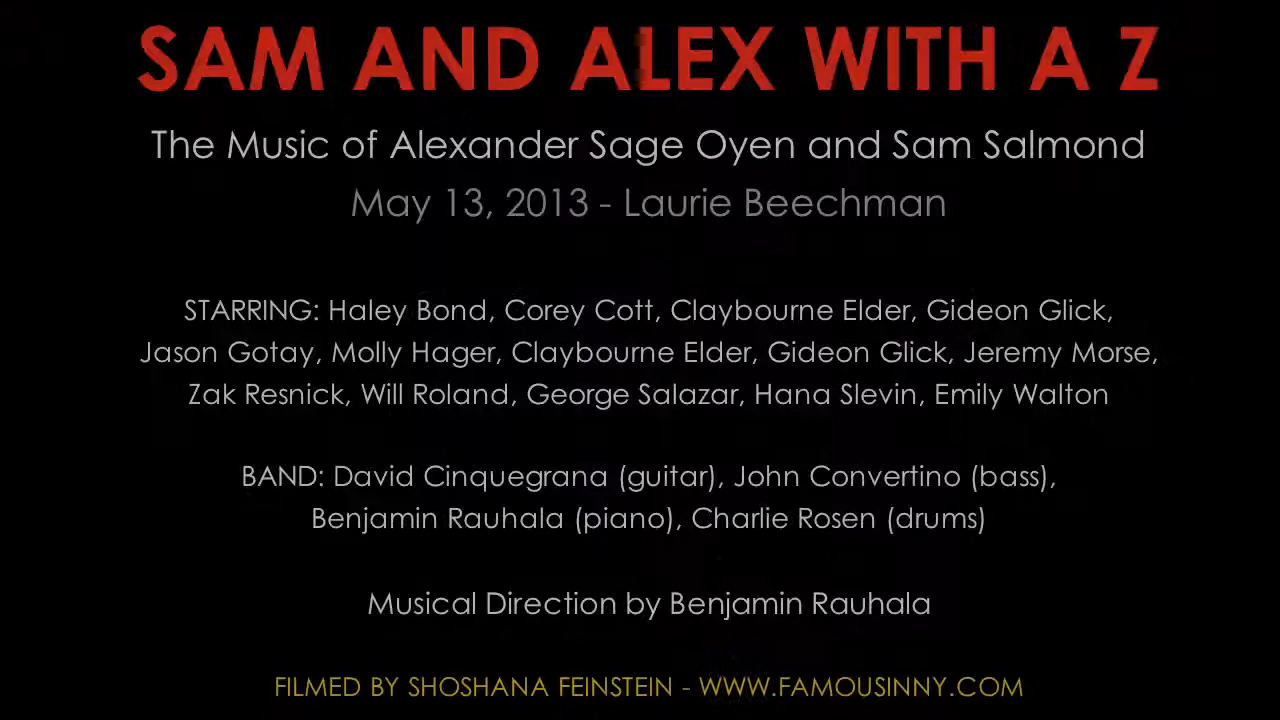 SAM AND ALEX WITH A Z
The Music of Alexander Sage Oyen and Sam Salmond
May 13, 2013 - Laurie Beechman
STARRING: Haley Bond, Corey Cott, Claybourne Elder, Gideon Glick,
Jason Gotay, Molly Hager, Claybourne Elder, Gideon Glick, Jeremy Morse,
Zak Resnick, Will Roland, George Salazar, Hana Slevin, Emily Walton
BAND: David Cinquegrana (guitar), John Convertino (bass),
Benjamin Rauhala (piano), Charlie Rosen (drums)
Musical Direction by Benjamin Rauhala
FILMED BY SHOSHANA FEINSTEIN - WWW.FAMOUSINNY.COM